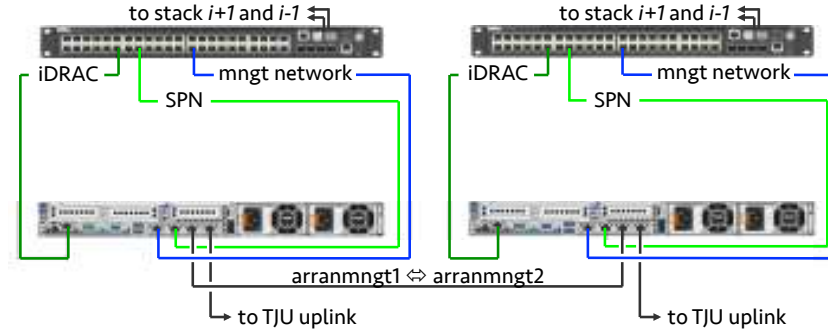 to stack i+1 and i-1
to stack i+1 and i-1
iDRAC
mngt network
iDRAC
mngt network
SPN
SPN
arranmngt1 ⇔ arranmngt2
to TJU uplink
to TJU uplink